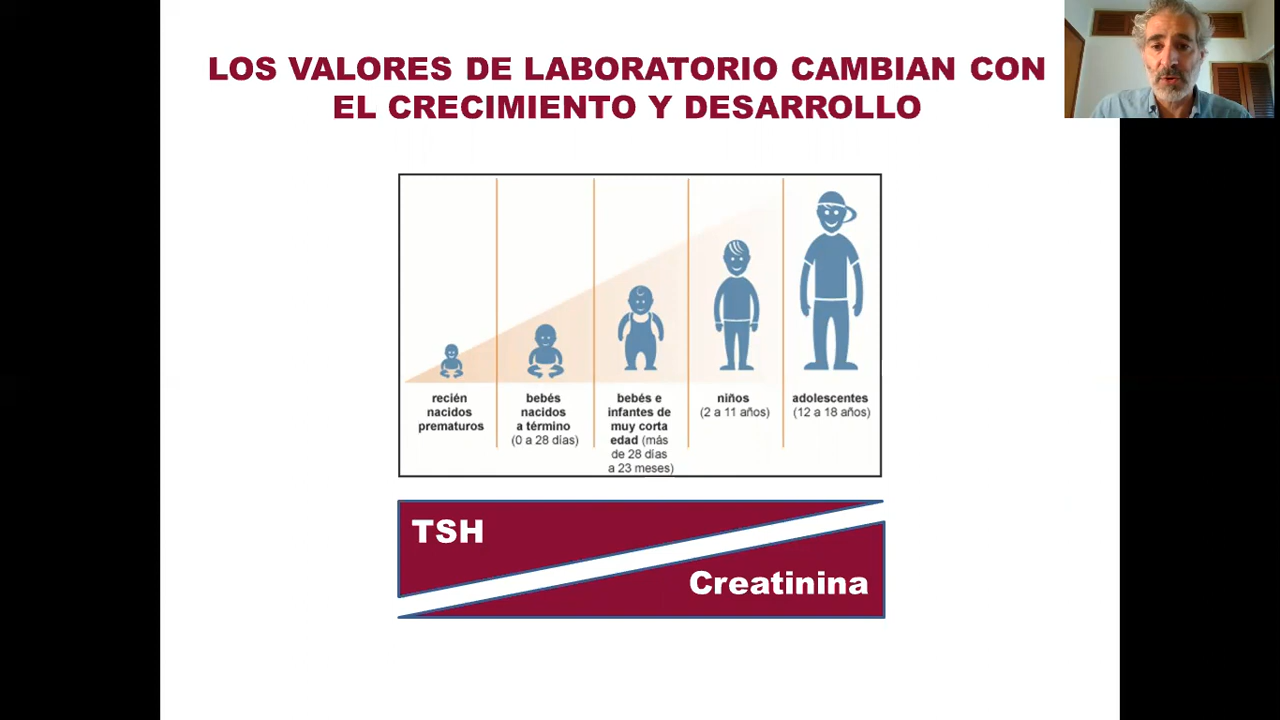 LOS VALORES DE LABORATORIO CAMBIAN CON
EL CRECIMIENTO Y DESARROLLO
recién
nacidos
prematuros
bebés
nacidos
a término
(0 a 28 días)
bebés e
infantes de
muy corta
edad (más
de 28 días
a 23 meses)
niños
(2 a 11 años)
adolescentes
(12 a 18 años)
TSH
Creatinina